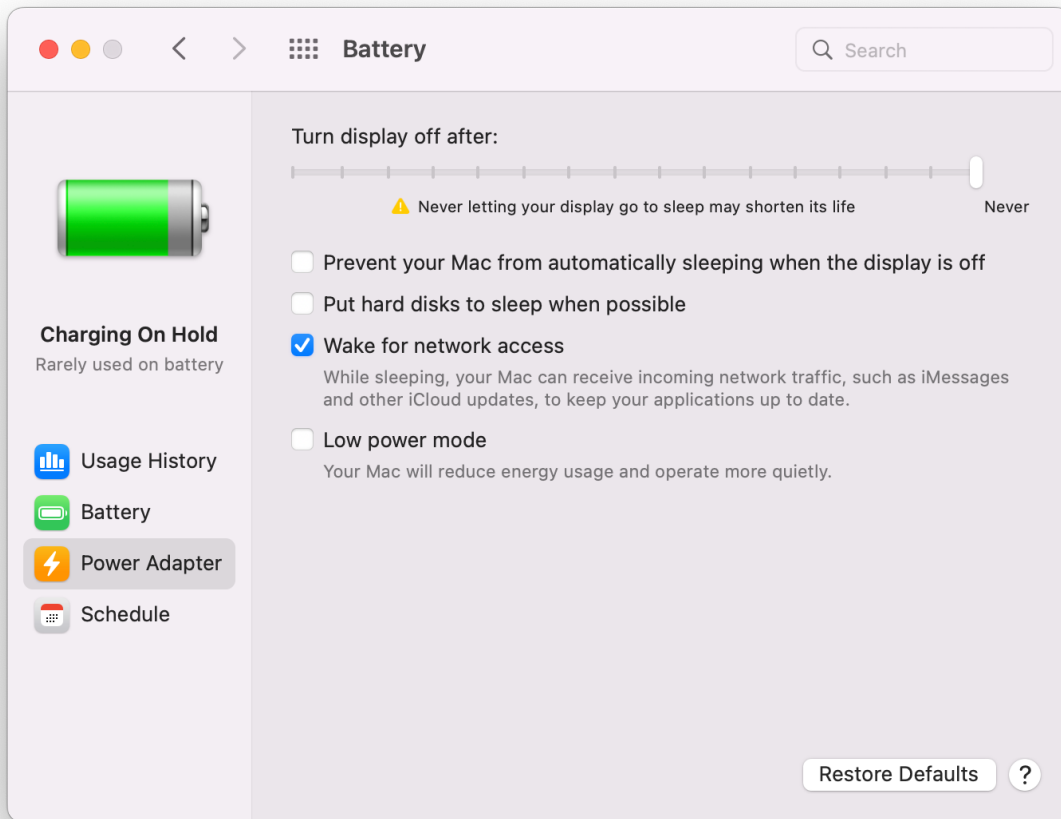 Battery
Search
Charging On Hold
Rarely used on battery
Usage History
Battery
Power Adapter
Schedule
Turn display off after:
Never letting your display go to sleep may shorten its life
Never
Prevent your Mac from automatically sleeping when the display is off
Put hard disks to sleep when possible
Wake for network access
While sleeping, your Mac can receive incoming network traffic, such as iMessages
and other iCloud updates, to keep your applications up to date.
Low power mode
Your Mac will reduce energy usage and operate more quietly.
Restore Defaults
?